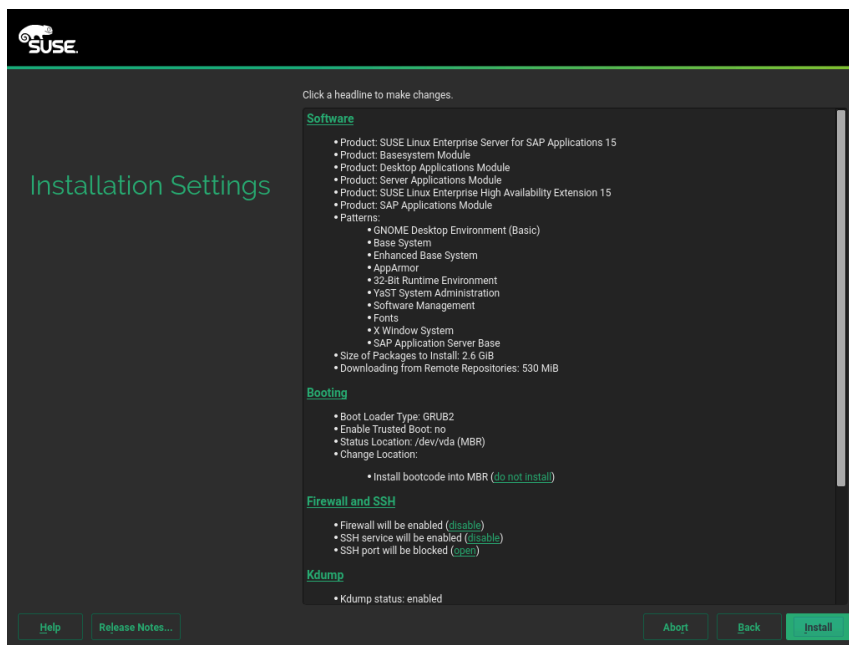 SUSE.
Click a headline to make changes.
Installation Settings
Software
• Product: SUSE Linux Enterprise Server for SAP Applications 15
• Product: Basesystem Module
• Product: Desktop Applications Module
• Product: Server Applications Module
• Product: SUSE Linux Enterprise High Availability Extension 15
• Product: SAP Applications Module
• Patterns:
• GNOME Desktop Environment (Basic)
• Base System
• Enhanced Base System
• AppArmor
• 32-Bit Runtime Environment
• YaST System Administration
• Software Management
• Fonts
• X Window System
• SAP Application Server Base
• Size of Packages to Install: 2.6 GiB
• Downloading from Remote Repositories: 530 MiB
Booting
• Boot Loader Type: GRUB2
• Enable Trusted Boot: no
• Status Location: /dev/vda (MBR)
• Change Location:
• Install bootcode into MBR (do not install)
Firewall and SSH
• Firewall will be enabled (disable)
• SSH service will be enabled (disable)
• SSH port will be blocked (open)
Kdump
• Kdump status: enabled
Help
Release Notes...
Abort
Back
Install